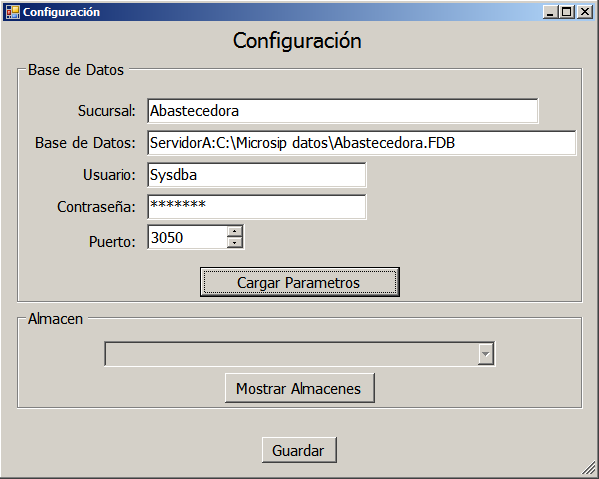 Configuración
Configuración
Base de Datos
Sucursal: Abastecedora
Base de Datos: ServidorA:C:\Microsip datos\Abastecedora.FDB
Usuario: Sysdba
Contraseña: *******
Puerto: 3050
Cargar Parametros
Almacen
Mostrar Almacenes
Guardar